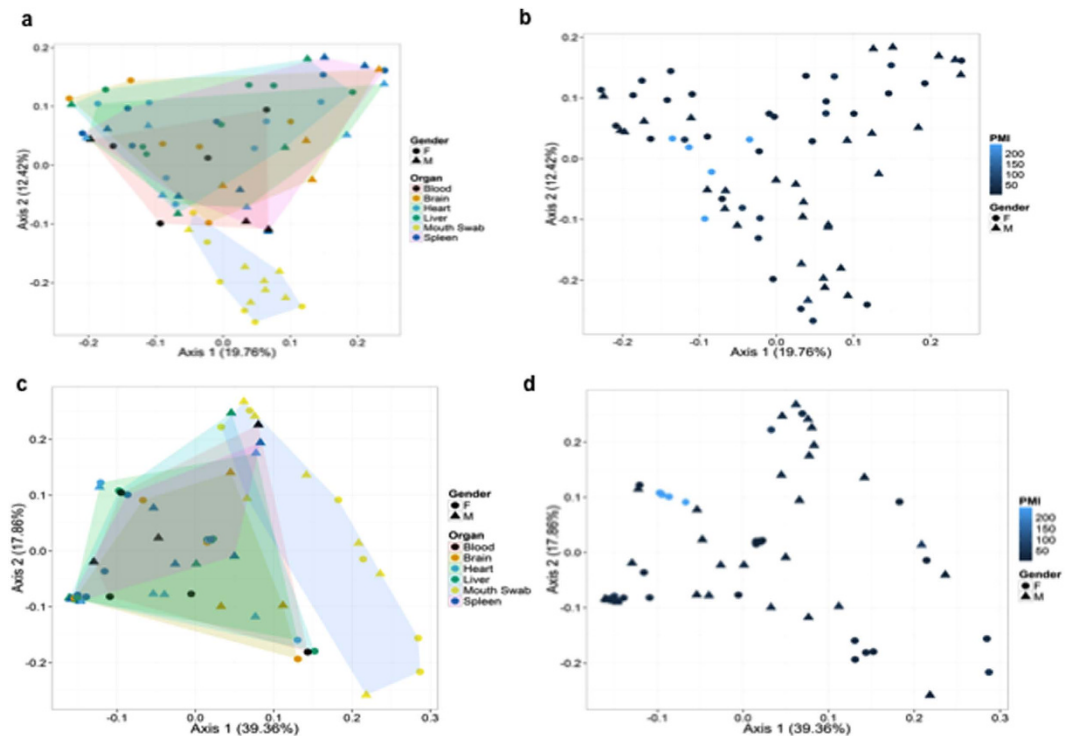 a
0.2
0.1
0.0
-0.1
-0.2
Axis 2 (12.42%)
-0.2
-0.1
0.0
0.1
0.2
Axis 1 (19.76%)
Gender
F
M
Organ
Blood
Brain
Heart
Liver
Mouth Swab
Spleen
b
0.2
0.1
0.0
-0.1
-0.2
Axis 2 (12.42%)
-0.2
-0.1
0.0
0.1
0.2
Axis 1 (19.76%)
PMI
200
150
100
50
Gender
F
M
c
0.2
0.1
0.0
-0.1
-0.2
Axis 2 (17.86%)
-0.1
0.0
0.1
0.2
0.3
Axis 1 (39.36%)
Gender
F
M
Organ
Blood
Brain
Heart
Liver
Mouth Swab
Spleen
d
0.2
0.1
0.0
-0.1
-0.2
Axis 2 (17.86%)
-0.1
0.0
0.1
0.2
0.3
Axis 1 (39.36%)
PMI
200
150
100
50
Gender
F
M